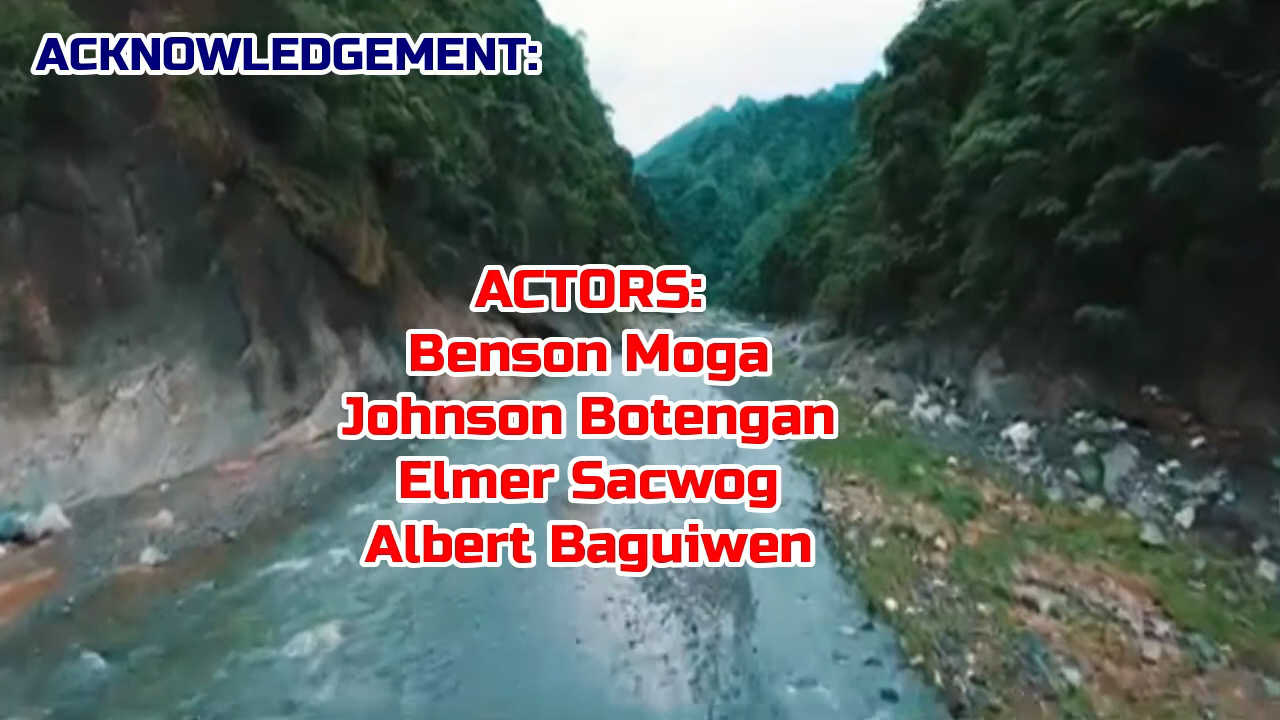 ACKNOWLEDGEMENT:
ACTORS:
Benson Moga
Johnson Botengan
Elmer Sacwog
Albert Baguiwen